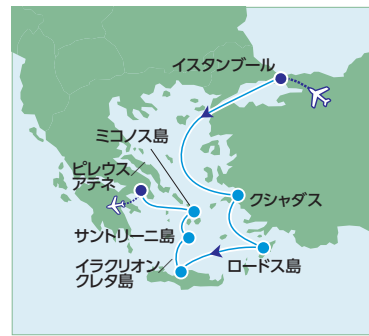 イスタンブール
ミコノス島
ピレウス／
アテネ
クシャダス
サントリーニ島
イラクリオン／
クレタ島
ロードス島